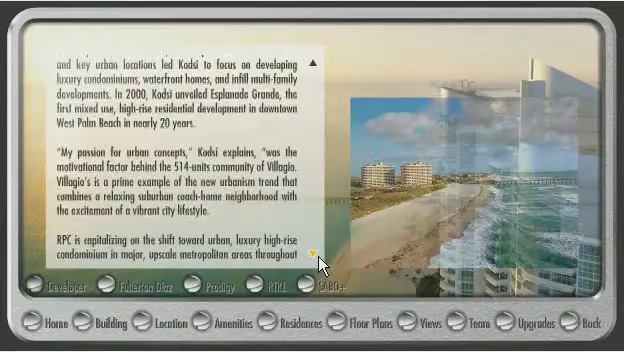 and key urban locations led Kodsi to focus on developing
luxury condominiums, waterfront homes, and infill multi-family
developments. In 2000, Kodsi unveiled Esplanade Grande, the
first mixed use, high-rise residential development in downtown
West Palm Beach in nearly 20 years.
"My passion for urban concepts," Kodsi explains, "was the
motivational factor behind the 514-units community of Villagio.
Villagio's is a prime example of the new urbanism trend that
combines a relaxing suburban coach-home neighborhood with
the excitement of a vibrant city lifestyle.
RPC is capitalizing on the shift toward urban, luxury high-rise
condominium in major, upscale metropolitan areas throughout
Developer Fullerton Diaz Prodigy RTKL
Home Building Location Amenities Residences Floor Plans Views Team Upgrades Back